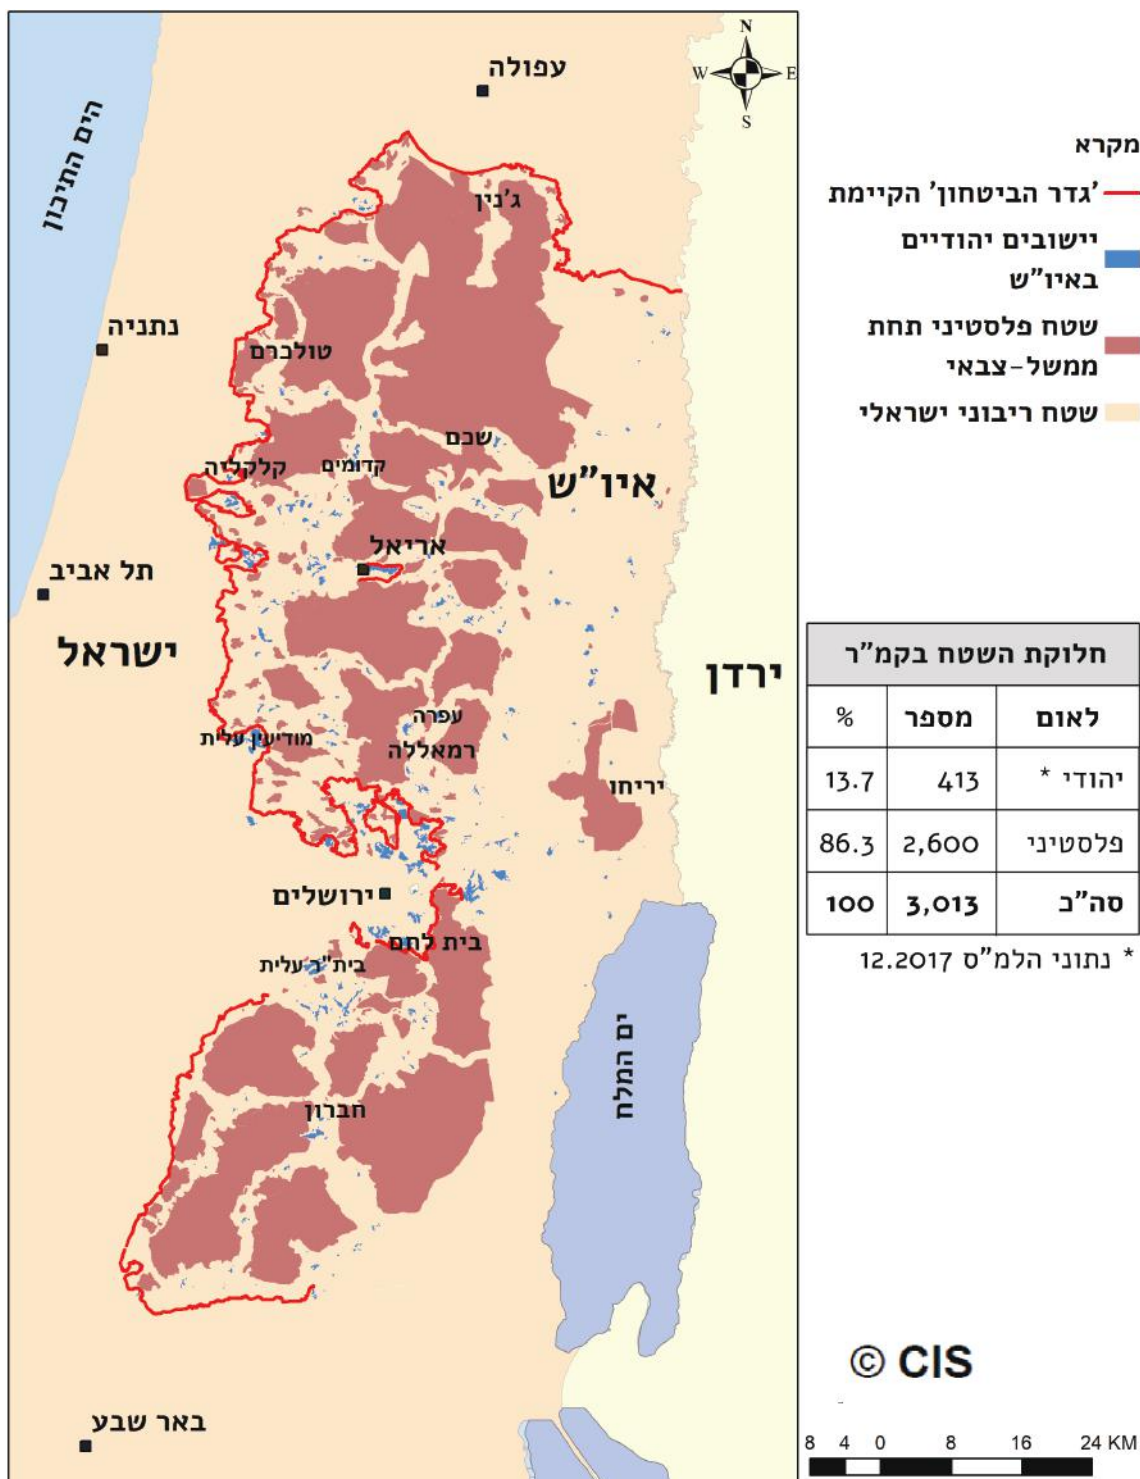 N
W E
S
עפולה
הים התיכון
ג'נין
נתניה
טולכרם
שכם
קלקליה
קדומים
איו"ש
אריאל
תל אביב
ישראל
ירדן
עפרה
מודיעין עלית
רמאללה
יריחו
ירושלים
בית לחם
בית"ר עלית
ים המלח
חברון
באר שבע
מקרא
'גדר הביטחון' הקיימת
יישובים יהודיים
באיו"ש
שטח פלסטיני תחת
ממשל-צבאי
שטח ריבוני ישראלי
חלוקת השטח בקמ"ר
לאום מספר %
יהודי * 413 13.7
פלסטיני 2,600 86.3
סה"כ 3,013 100
* נתוני הלמ"ס 12.2017
© CIS
8 4 0 8 16 24 KM